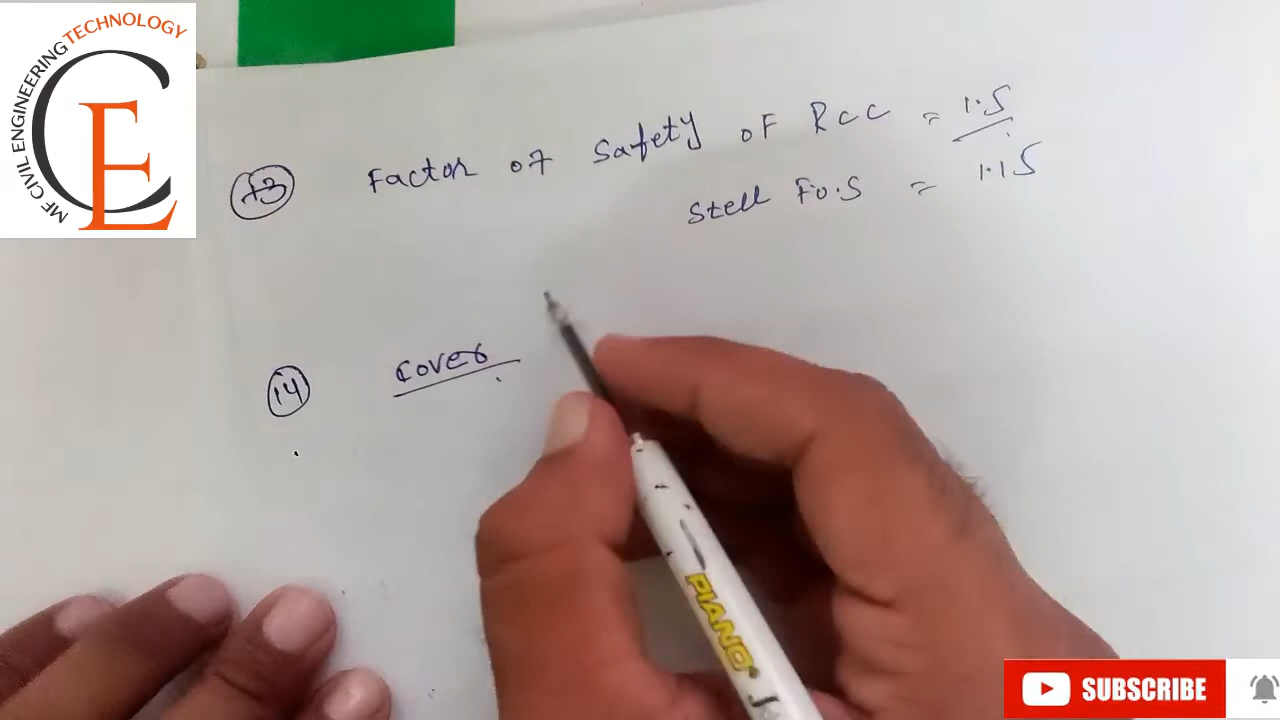 MF CIVIL ENGINEERING TECHNOLOGY
CE
13 Factor of Safety of Rcc = 1.5
Stell Fo.S = 1.15
14 cover
PIANO
SUBSCRIBE